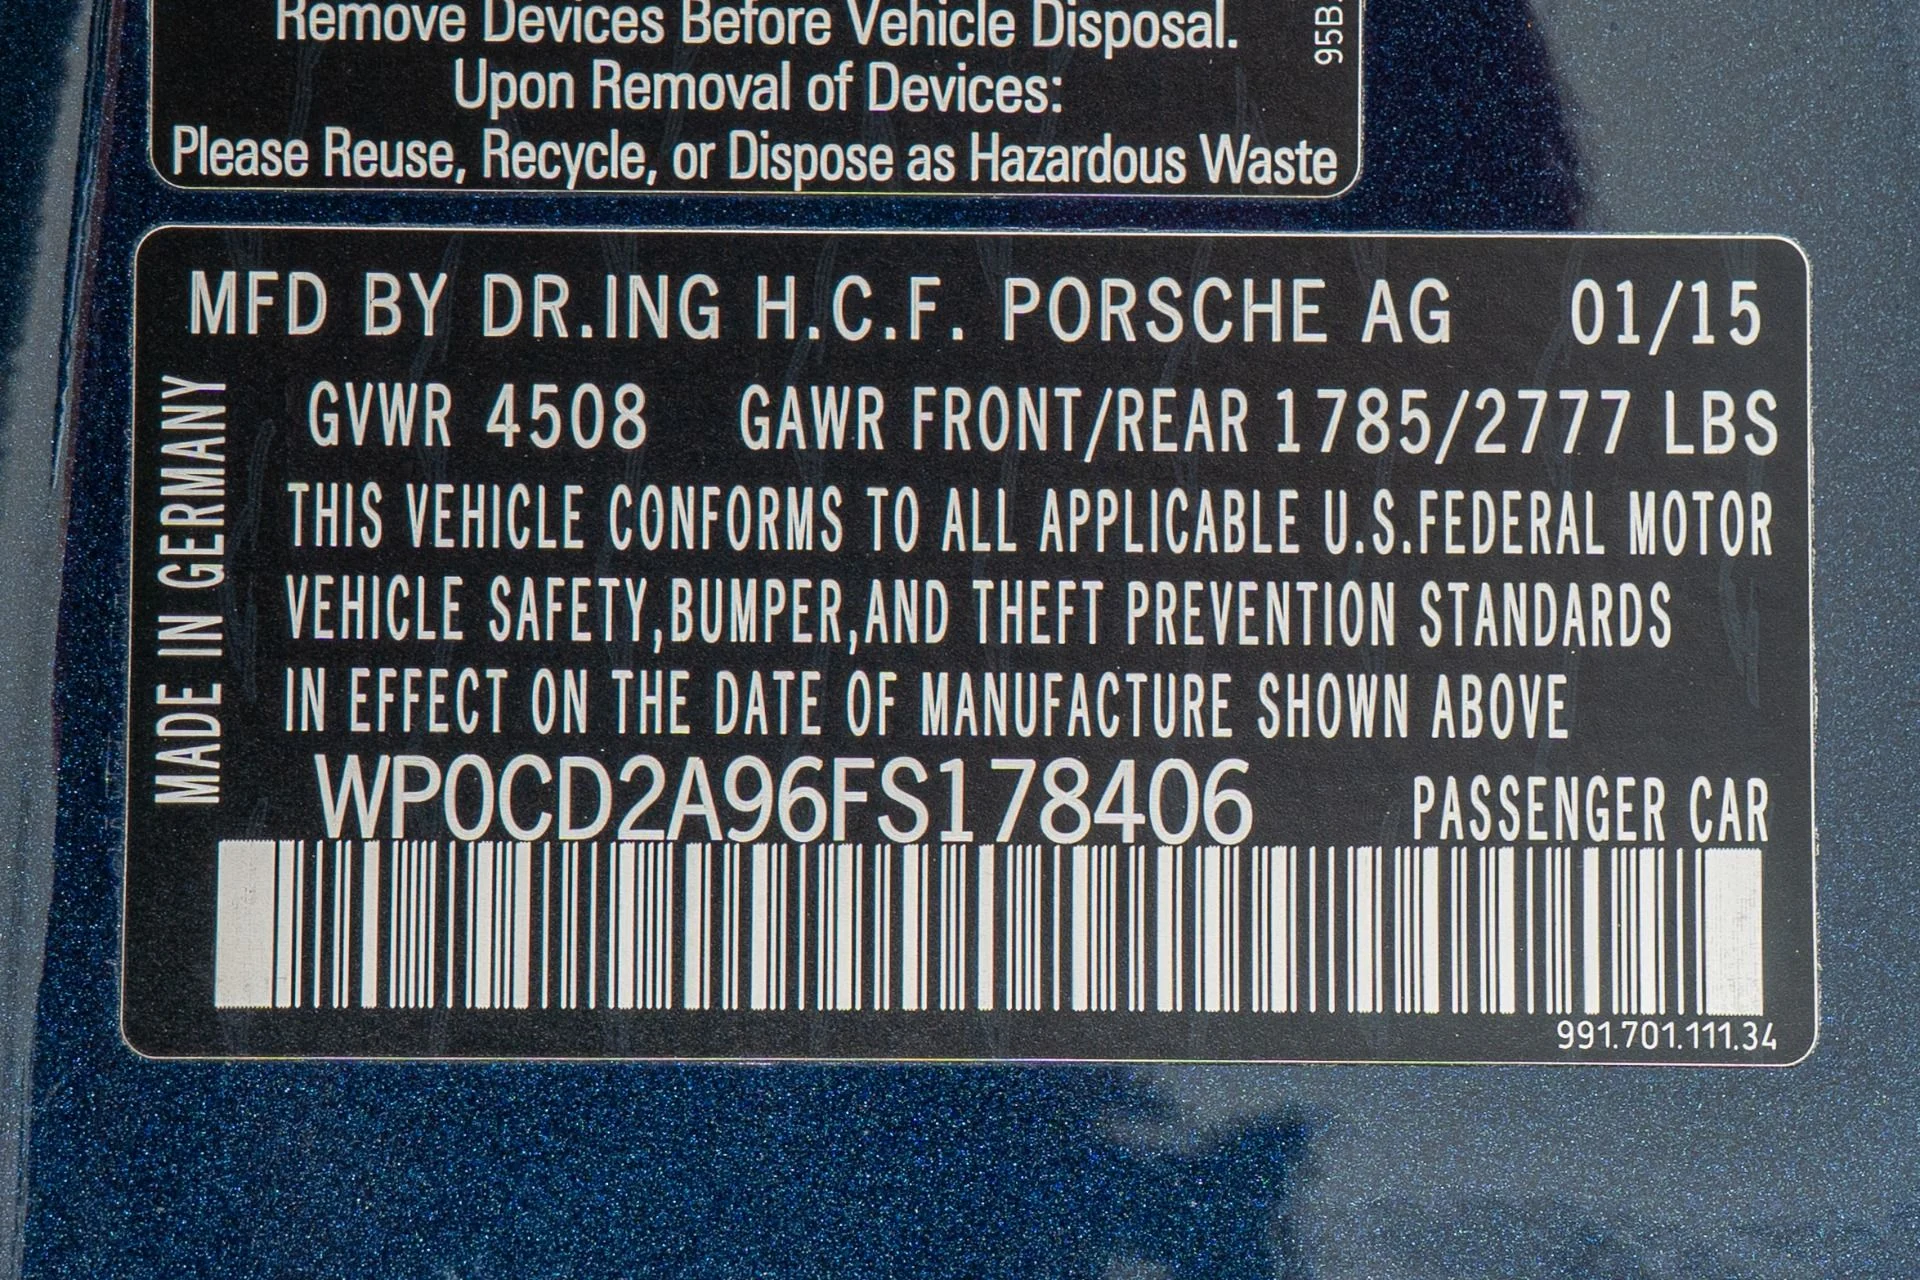 Remove Devices Before Vehicle Disposal.
Upon Removal of Devices:
Please Reuse, Recycle, or Dispose as Hazardous Waste
95B.
MFD BY DR.ING H.C.F. PORSCHE AG 01/15
GVWR 4508 GAWR FRONT/REAR 1785/2777 LBS
THIS VEHICLE CONFORMS TO ALL APPLICABLE U.S.FEDERAL MOTOR
VEHICLE SAFETY,BUMPER,AND THEFT PREVENTION STANDARDS
IN EFFECT ON THE DATE OF MANUFACTURE SHOWN ABOVE
MADE IN GERMANY
WP0CD2A96FS178406 PASSENGER CAR
991.701.111.34